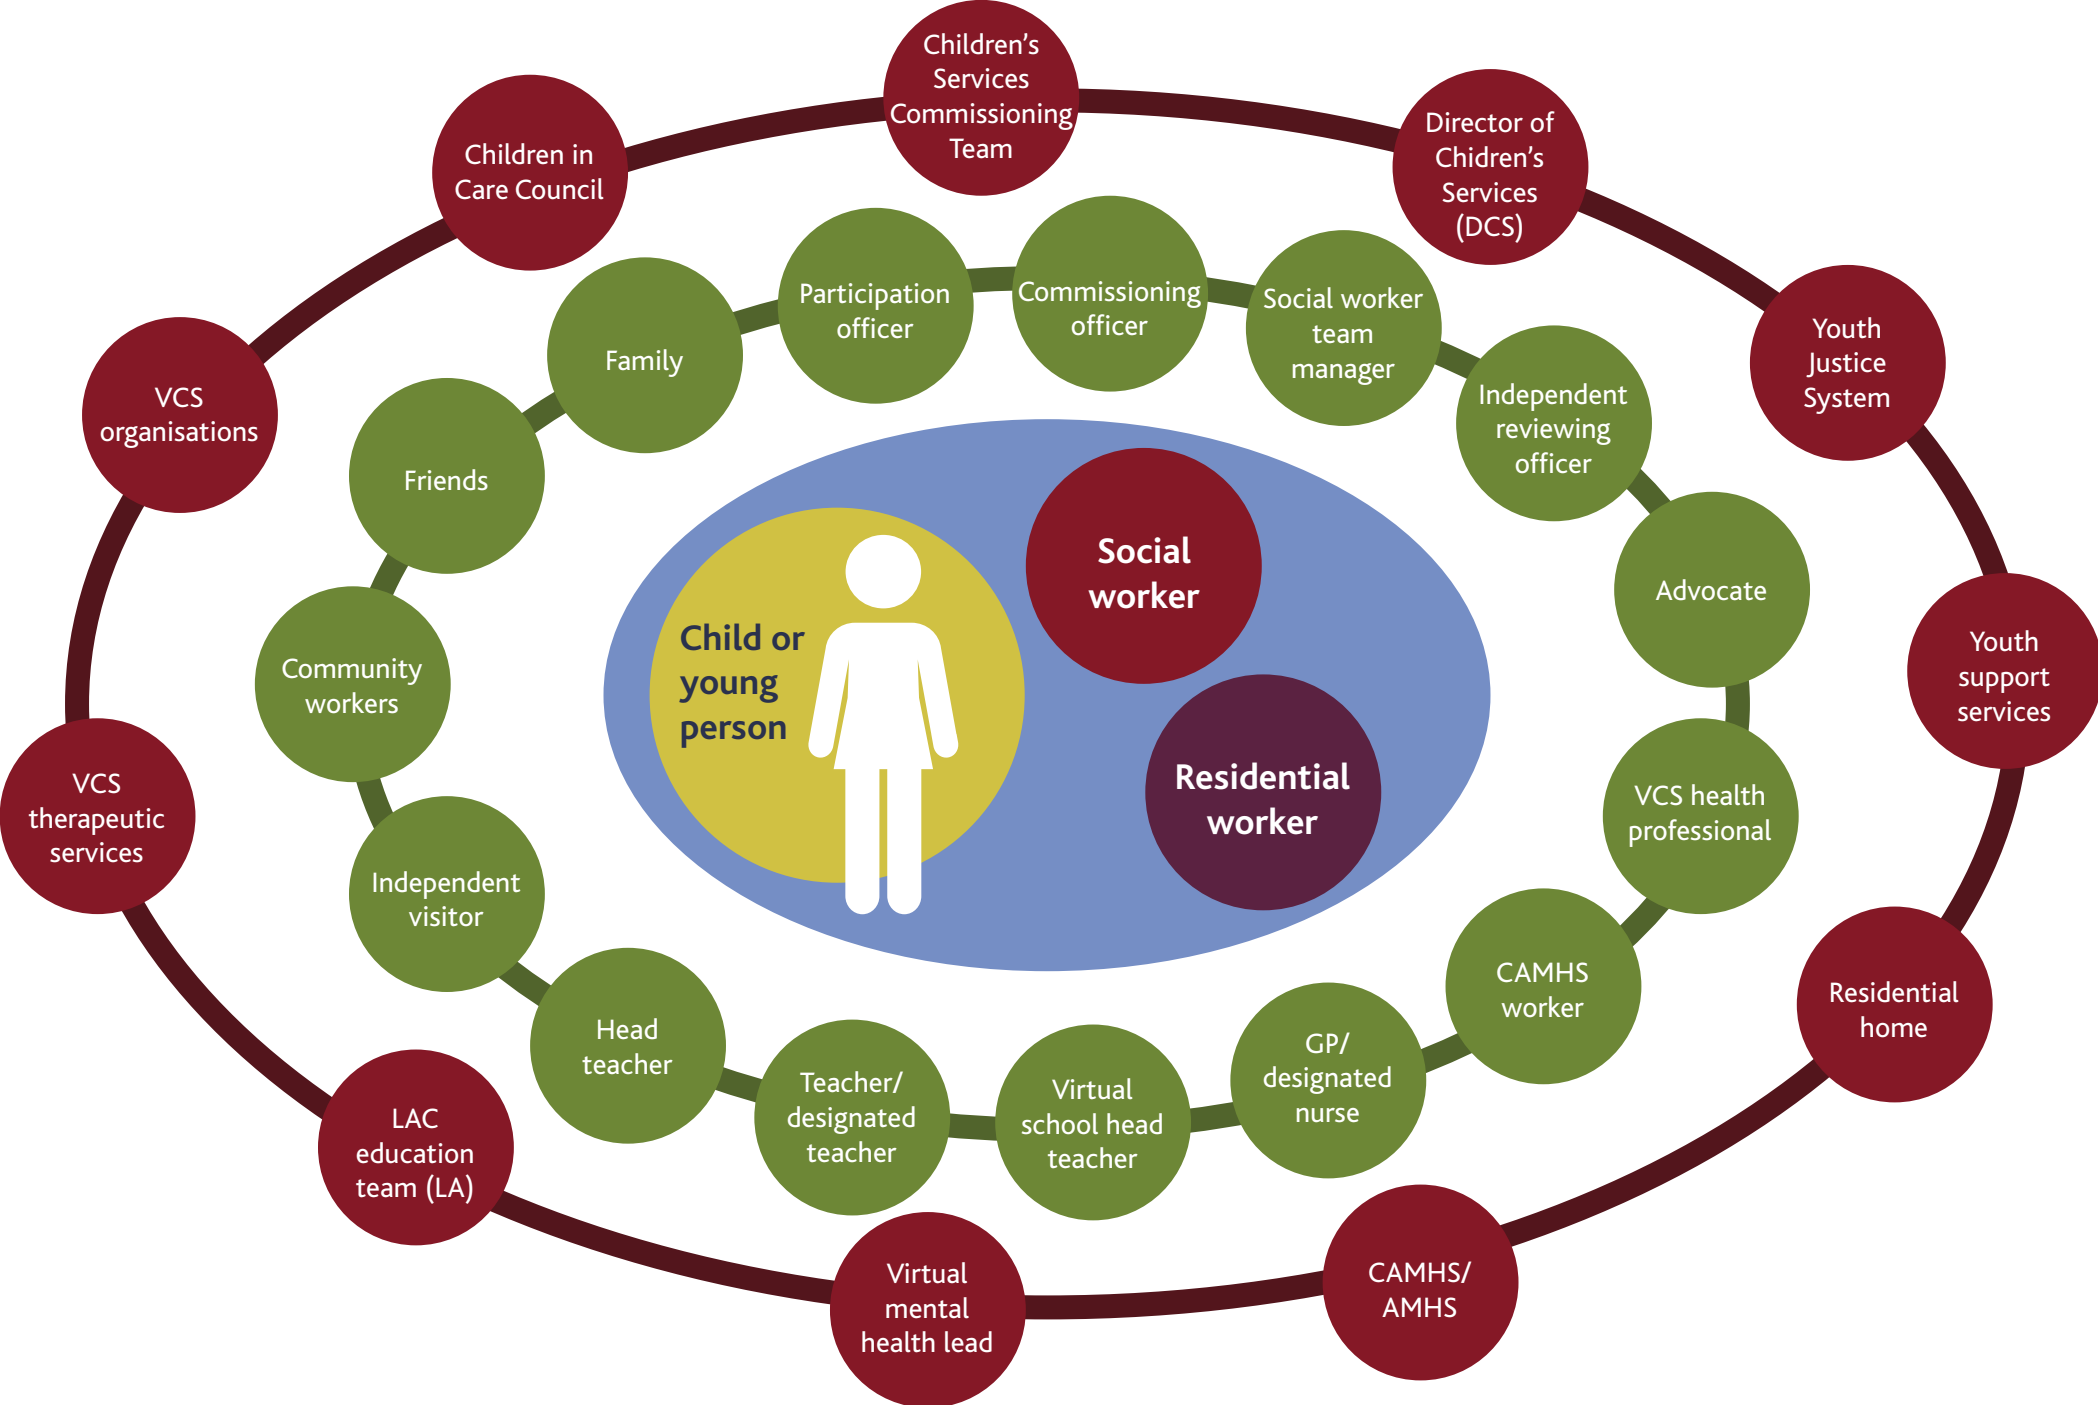 Children’s
Services
Commissioning
Team
Director of
Chidren’s
Services
(DCS)
Children in
Care Council
Youth
Justice
System
VCS
organisations
Youth
support
services
VCS
therapeutic
services
Residential
home
LAC
education
team (LA)
CAMHS/
AMHS
Virtual
mental
health lead
Participation
officer
Commissioning
officer
Social worker
team
manager
Family
Independent
reviewing
officer
Friends
Advocate
Community
workers
VCS health
professional
Independent
visitor
CAMHS
worker
Head
teacher
GP/
designated
nurse
Teacher/
designated
teacher
Virtual
school head
teacher
Social
worker
Child or
young
person
Residential
worker